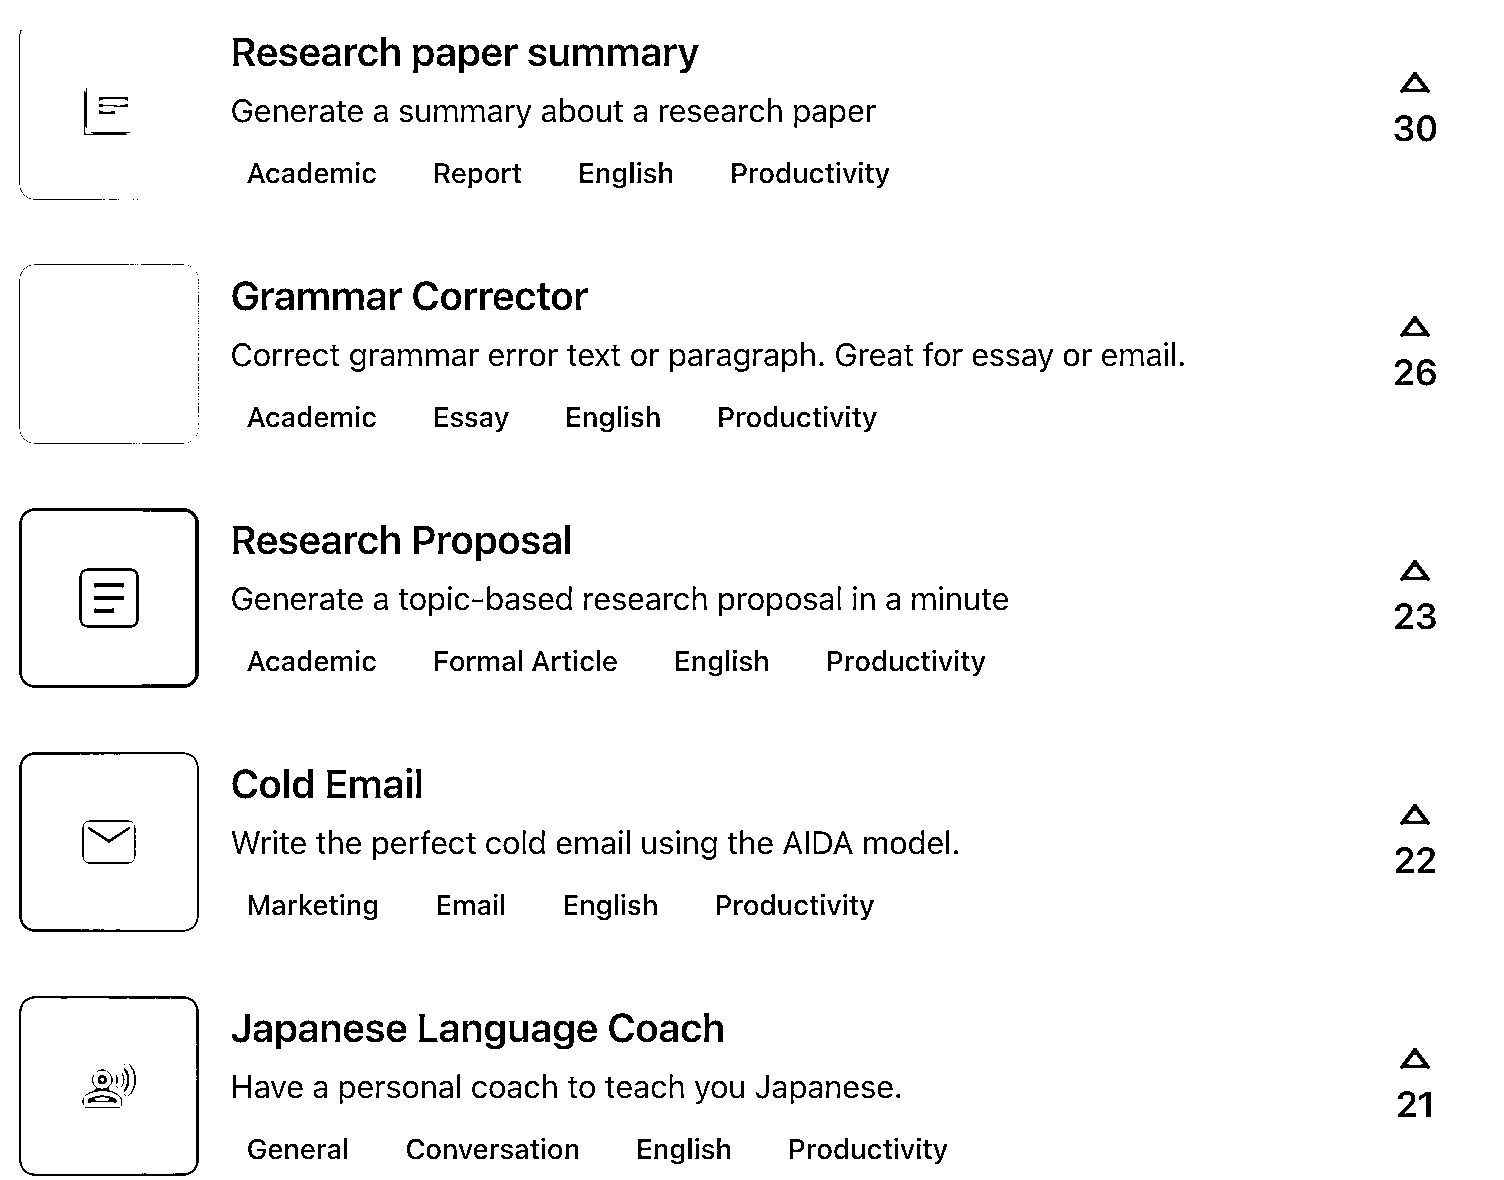 Research paper summary
Generate a summary about a research paper
Academic Report English Productivity
30
Grammar Corrector
Correct grammar error text or paragraph. Great for essay or email.
Academic Essay English Productivity
26
Research Proposal
Generate a topic-based research proposal in a minute
Academic Formal Article English Productivity
23
Cold Email
Write the perfect cold email using the AIDA model.
Marketing Email English Productivity
22
Japanese Language Coach
Have a personal coach to teach you Japanese.
General Conversation English Productivity
21